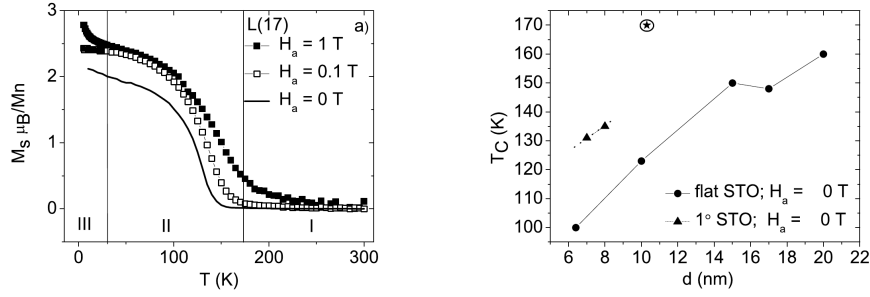 L(17) a)
H_a = 1 T
H_a = 0.1 T
H_a = 0 T
M_S μ_B/Mn
3
2
1
0
III II I
0 100 200 300
T (K)
170
160
150
140
130
120
110
100
T_C (K)
flat STO; H_a = 0 T
1° STO; H_a = 0 T
6 8 10 12 14 16 18 20 22
d (nm)